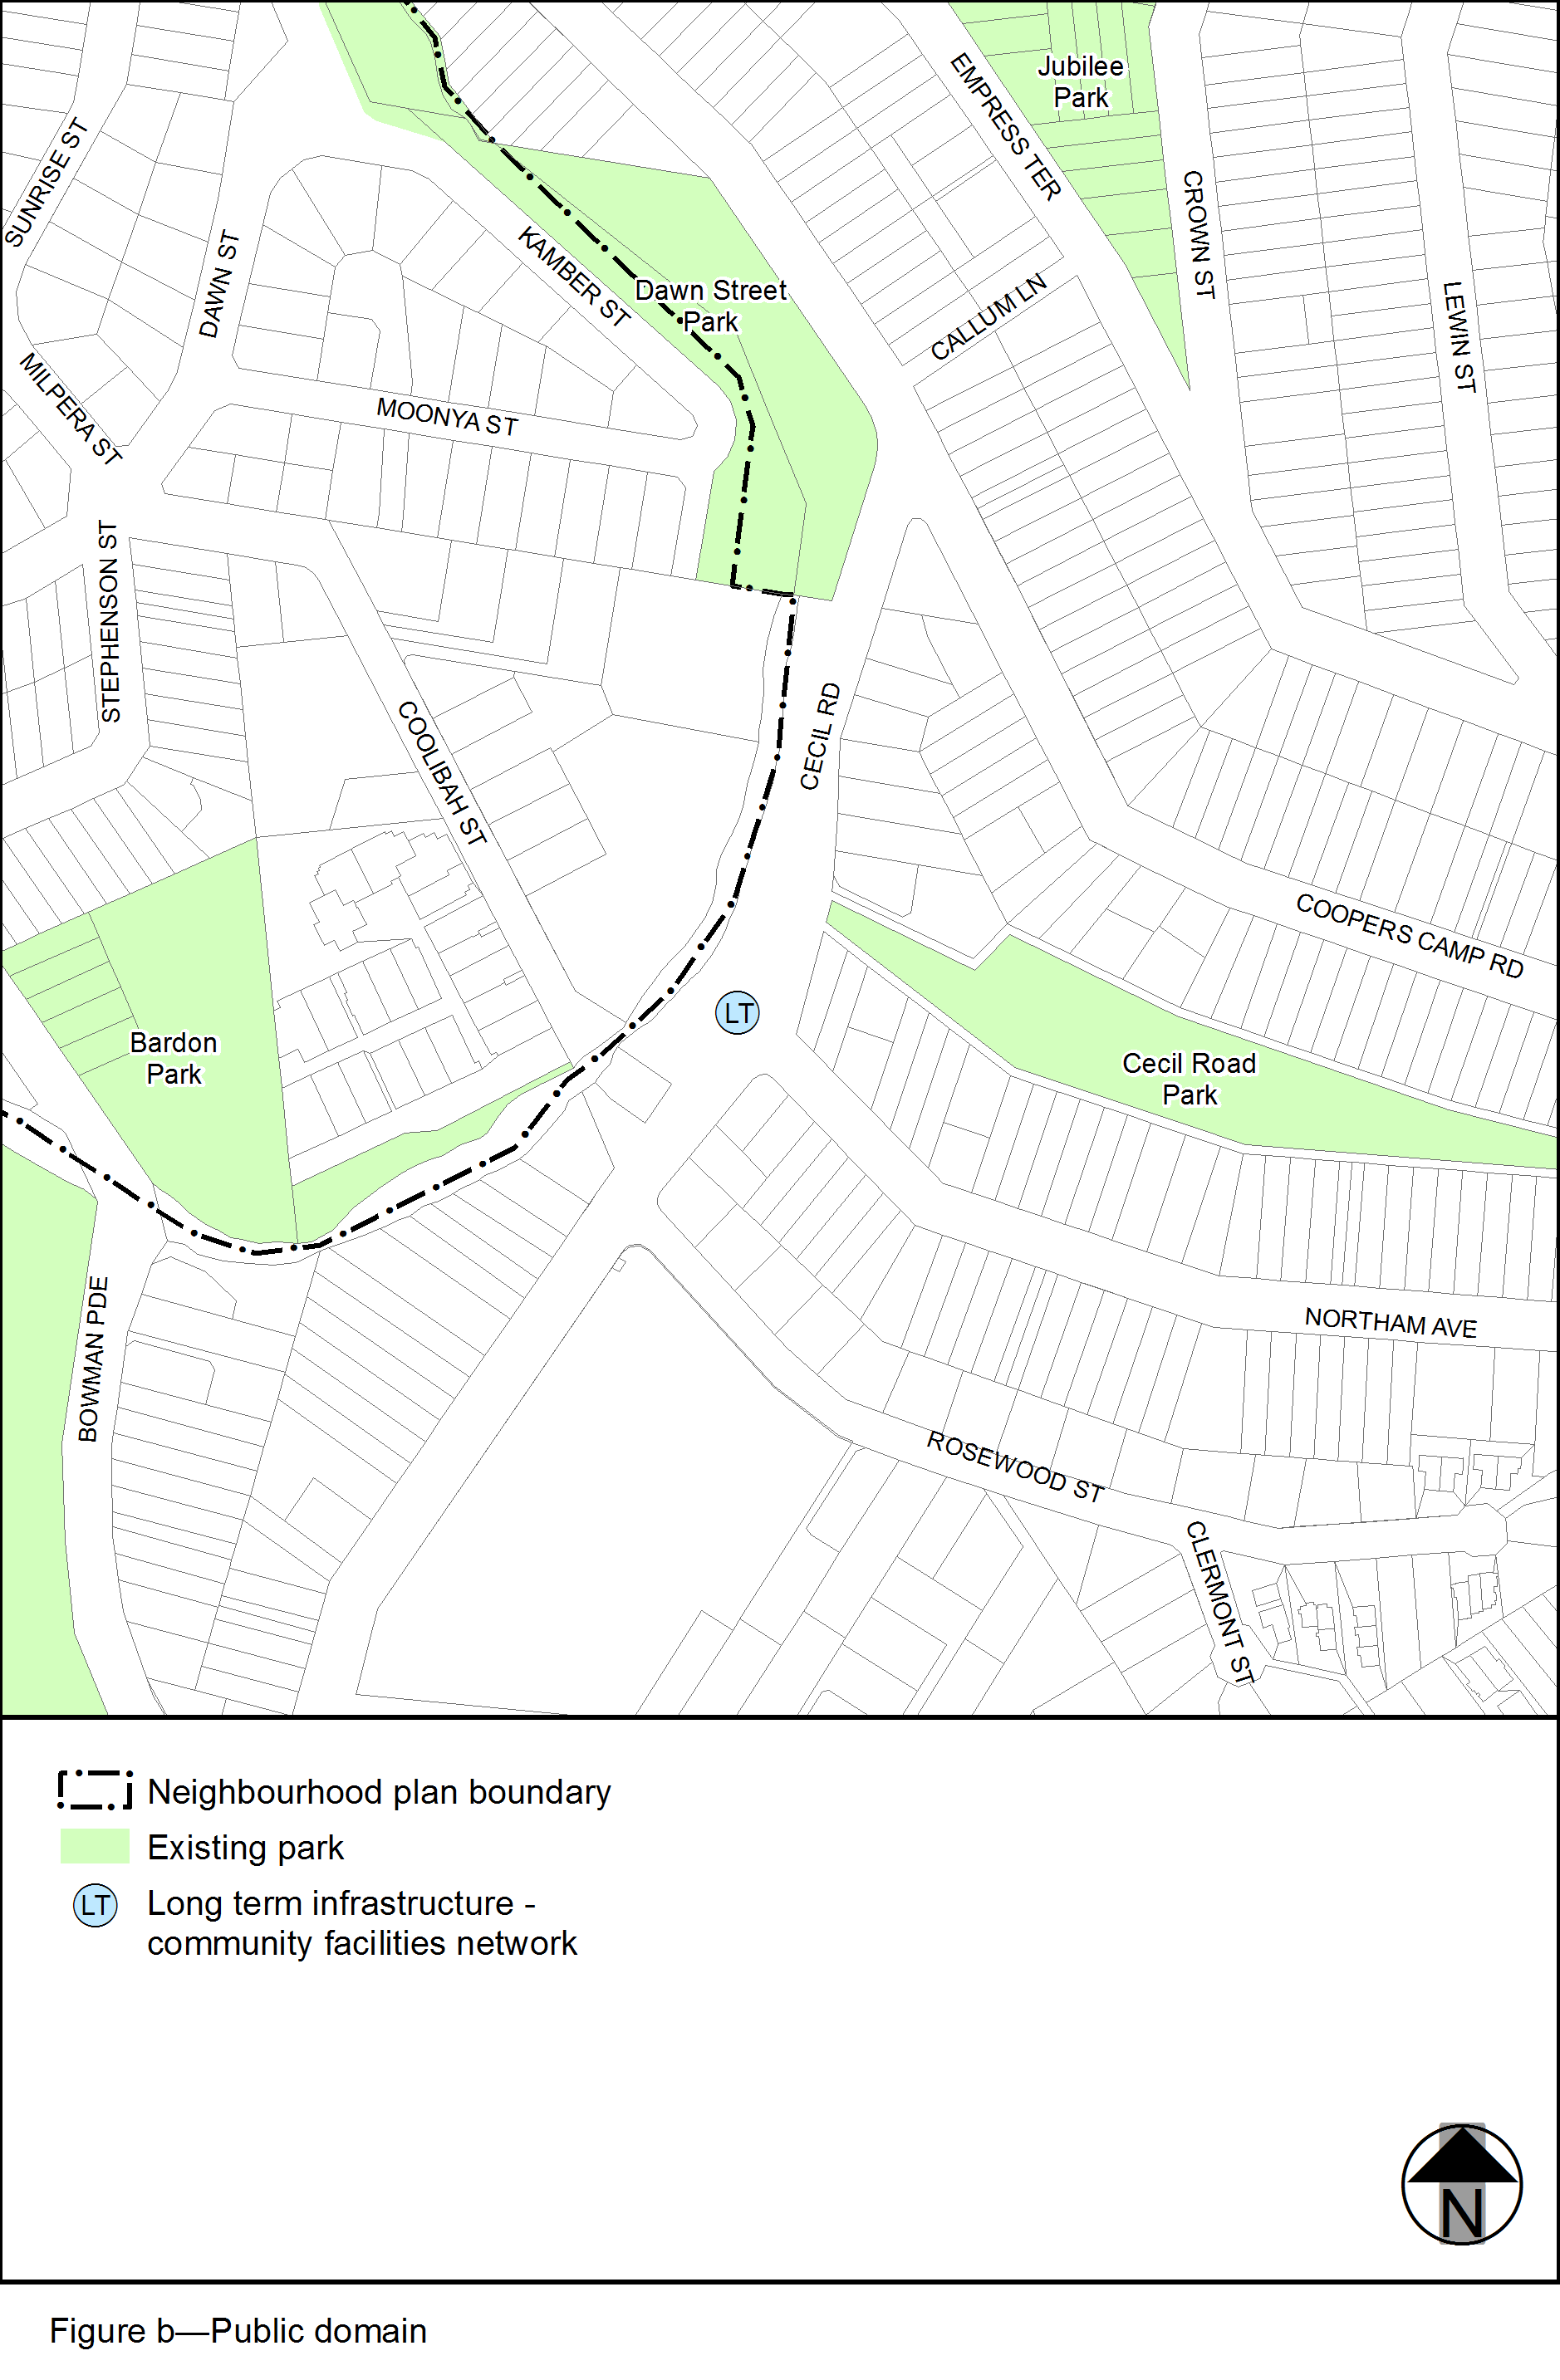 Jubilee
Park
EMPRESS TER
SUNRISE ST
CROWN ST
DAWN ST
KAMBER ST
Dawn Street
Park
CALLUM LN
LEWIN ST
MILPERA ST
MOONYA ST
STEPHENSON ST
CECIL RD
COOLIBAH ST
COOPERS CAMP RD
LT
Bardon
Park
Cecil Road
Park
NORTHAM AVE
BOWMAN PDE
ROSEWOOD ST
CLERMONT ST
Neighbourhood plan boundary
Existing park
LT Long term infrastructure -
community facilities network
N
Figure b—Public domain